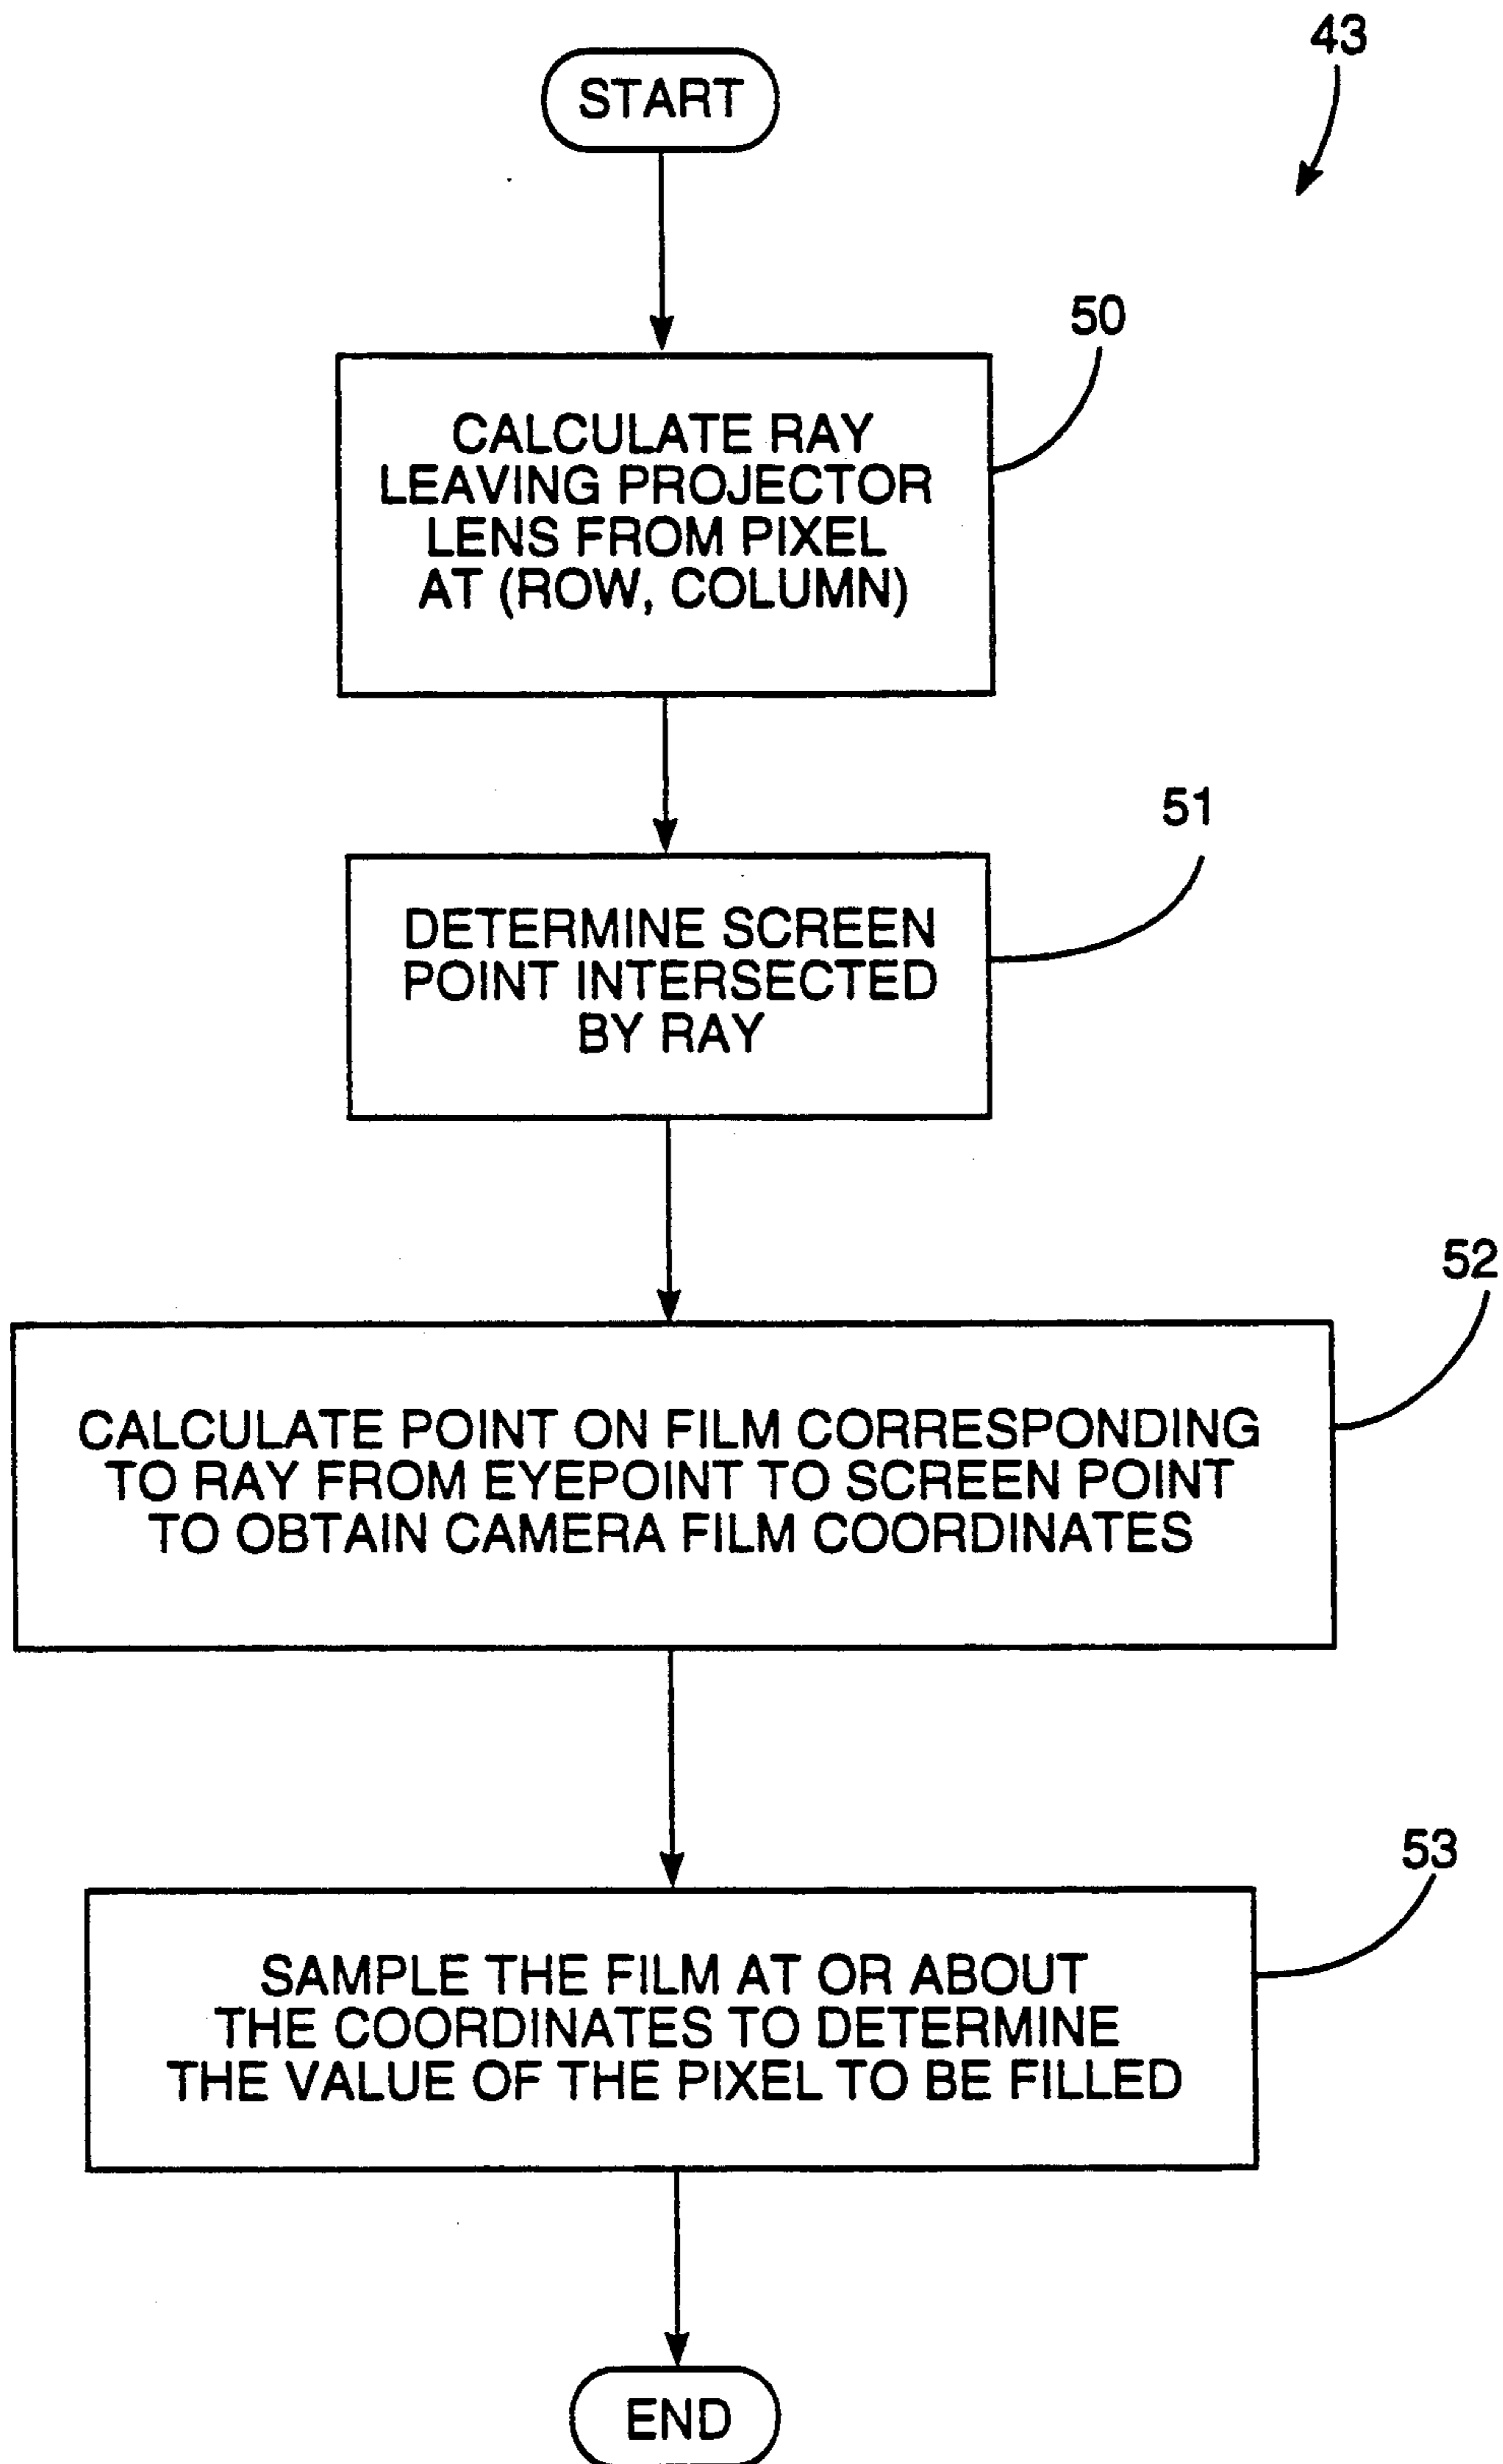 43
START
50
CALCULATE RAY
LEAVING PROJECTOR
LENS FROM PIXEL
AT (ROW, COLUMN)
51
DETERMINE SCREEN
POINT INTERSECTED
BY RAY
52
CALCULATE POINT ON FILM CORRESPONDING
TO RAY FROM EYEPOINT TO SCREEN POINT
TO OBTAIN CAMERA FILM COORDINATES
53
SAMPLE THE FILM AT OR ABOUT
THE COORDINATES TO DETERMINE
THE VALUE OF THE PIXEL TO BE FILLED
END